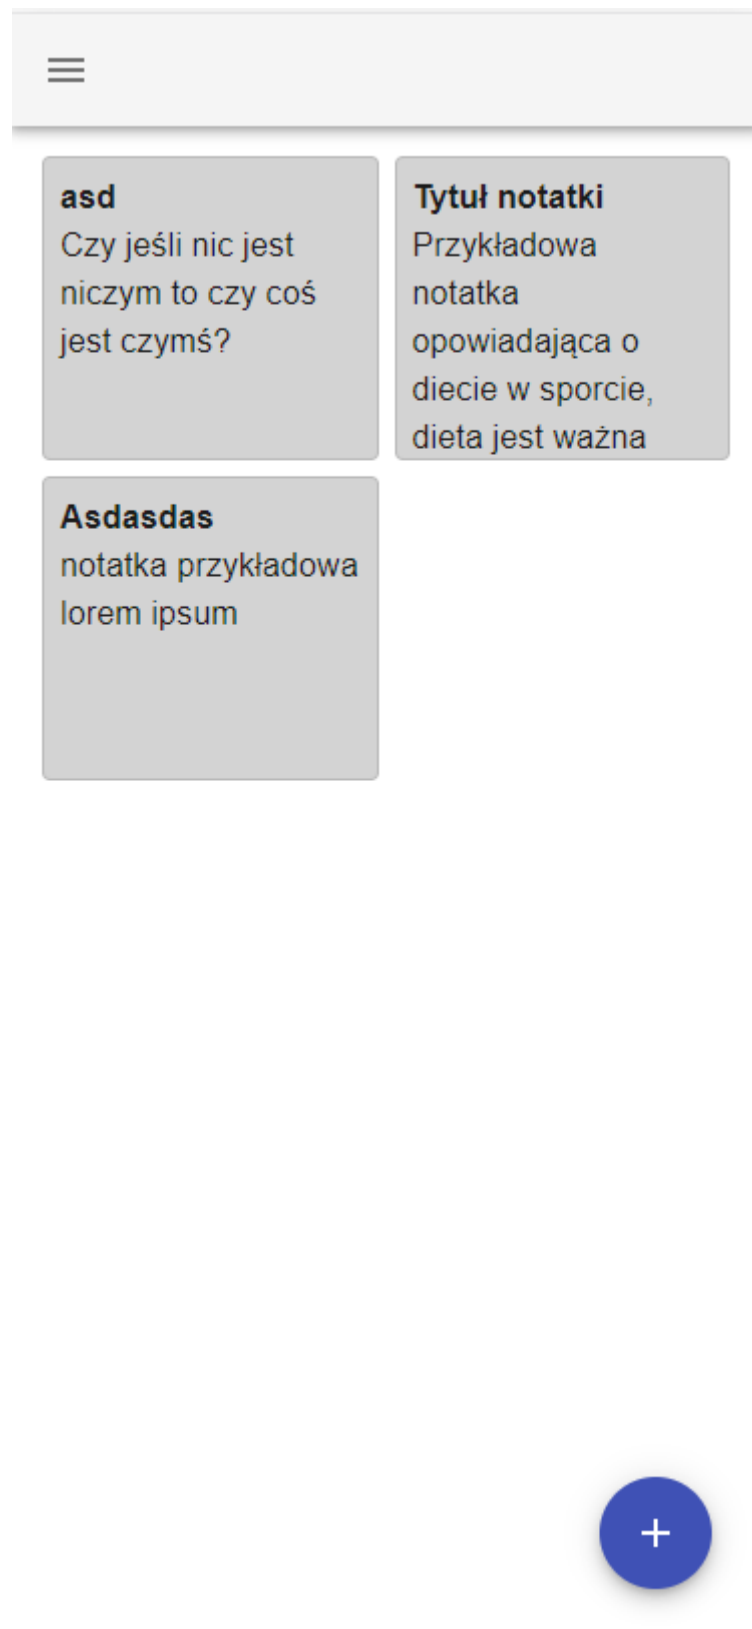 asd
Czy jeśli nic jest
niczym to czy coś
jest czymś?
Tytuł notatki
Przykładowa
notatka
opowiadająca o
diecie w sporcie,
dieta jest ważna
Asdasdas
notatka przykładowa
lorem ipsum